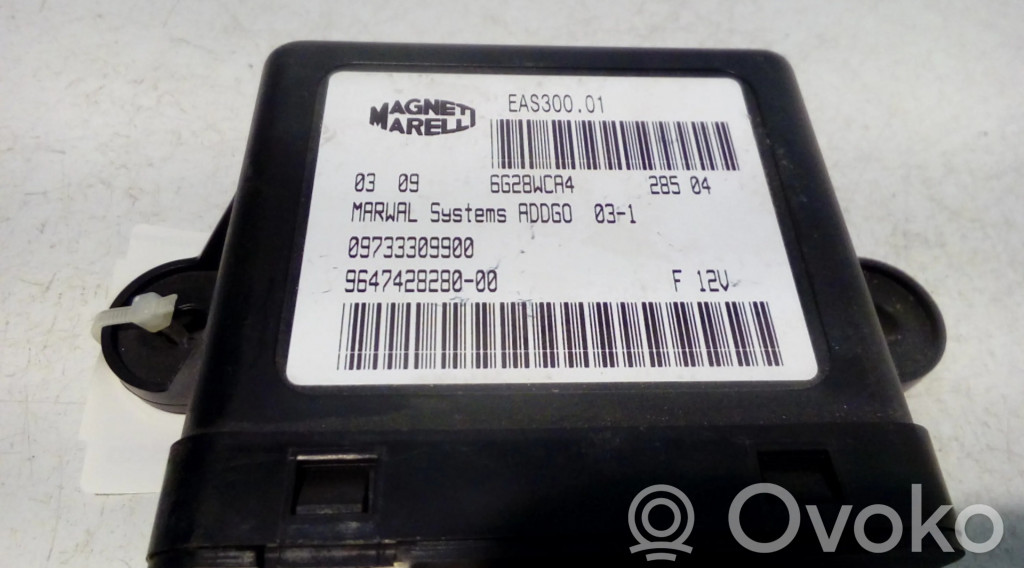 MAGNETI MARELLI
EAS300.01
03 09 6G28WCA4 285 04
MARWAL Systems ADDGO 03-1
09733309900
9647428280-00 F 12V
Ovoko